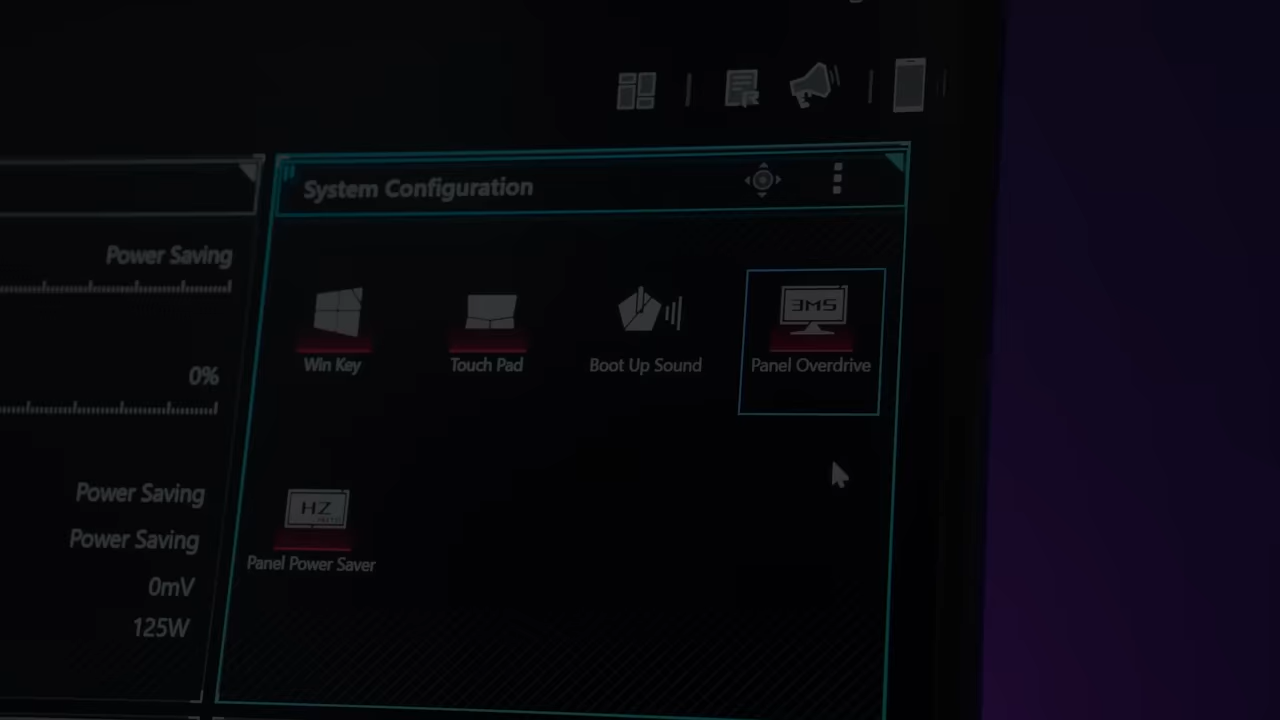 System Configuration
Power Saving
3MS
Win Key
Touch Pad
Boot Up Sound
Panel Overdrive
0%
Power Saving
HZ
Power Saving
Panel Power Saver
0mV
125W